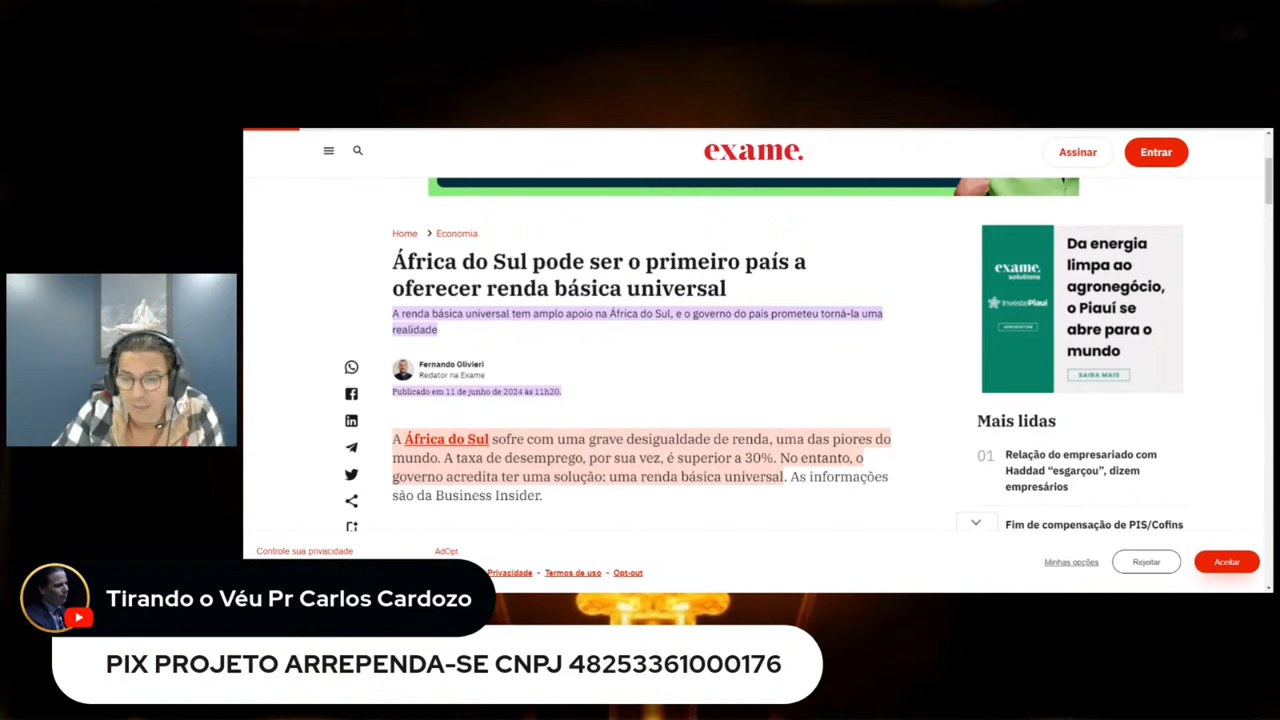 exame.
Assinar
Entrar
Home > Economia
África do Sul pode ser o primeiro país a
oferecer renda básica universal
A renda básica universal tem amplo apoio na África do Sul, e o governo do país prometeu torná-la uma
realidade
Fernando Olivieri
Redator na Exame
Publicado em 11 de junho de 2024 às 11h20.
A África do Sul sofre com uma grave desigualdade de renda, uma das piores do
mundo. A taxa de desemprego, por sua vez, é superior a 30%. No entanto, o
governo acredita ter uma solução: uma renda básica universal. As informações
são da Business Insider.
exame.
solutions
InvestePiauí
APRESENTAM
Da energia
limpa ao
agronegócio,
o Piauí se
abre para o
mundo
SAIBA MAIS
Mais lidas
01
Relação do empresariado com
Haddad “esgarçou”, dizem
empresários
Fim de compensação de PIS/Cofins
Controle sua privacidade
AdOpt
Privacidade - Termos de uso - Opt-out
Minhas opções
Rejeitar
Aceitar
Tirando o Véu Pr Carlos Cardozo
PIX PROJETO ARREPENDA-SE CNPJ 48253361000176